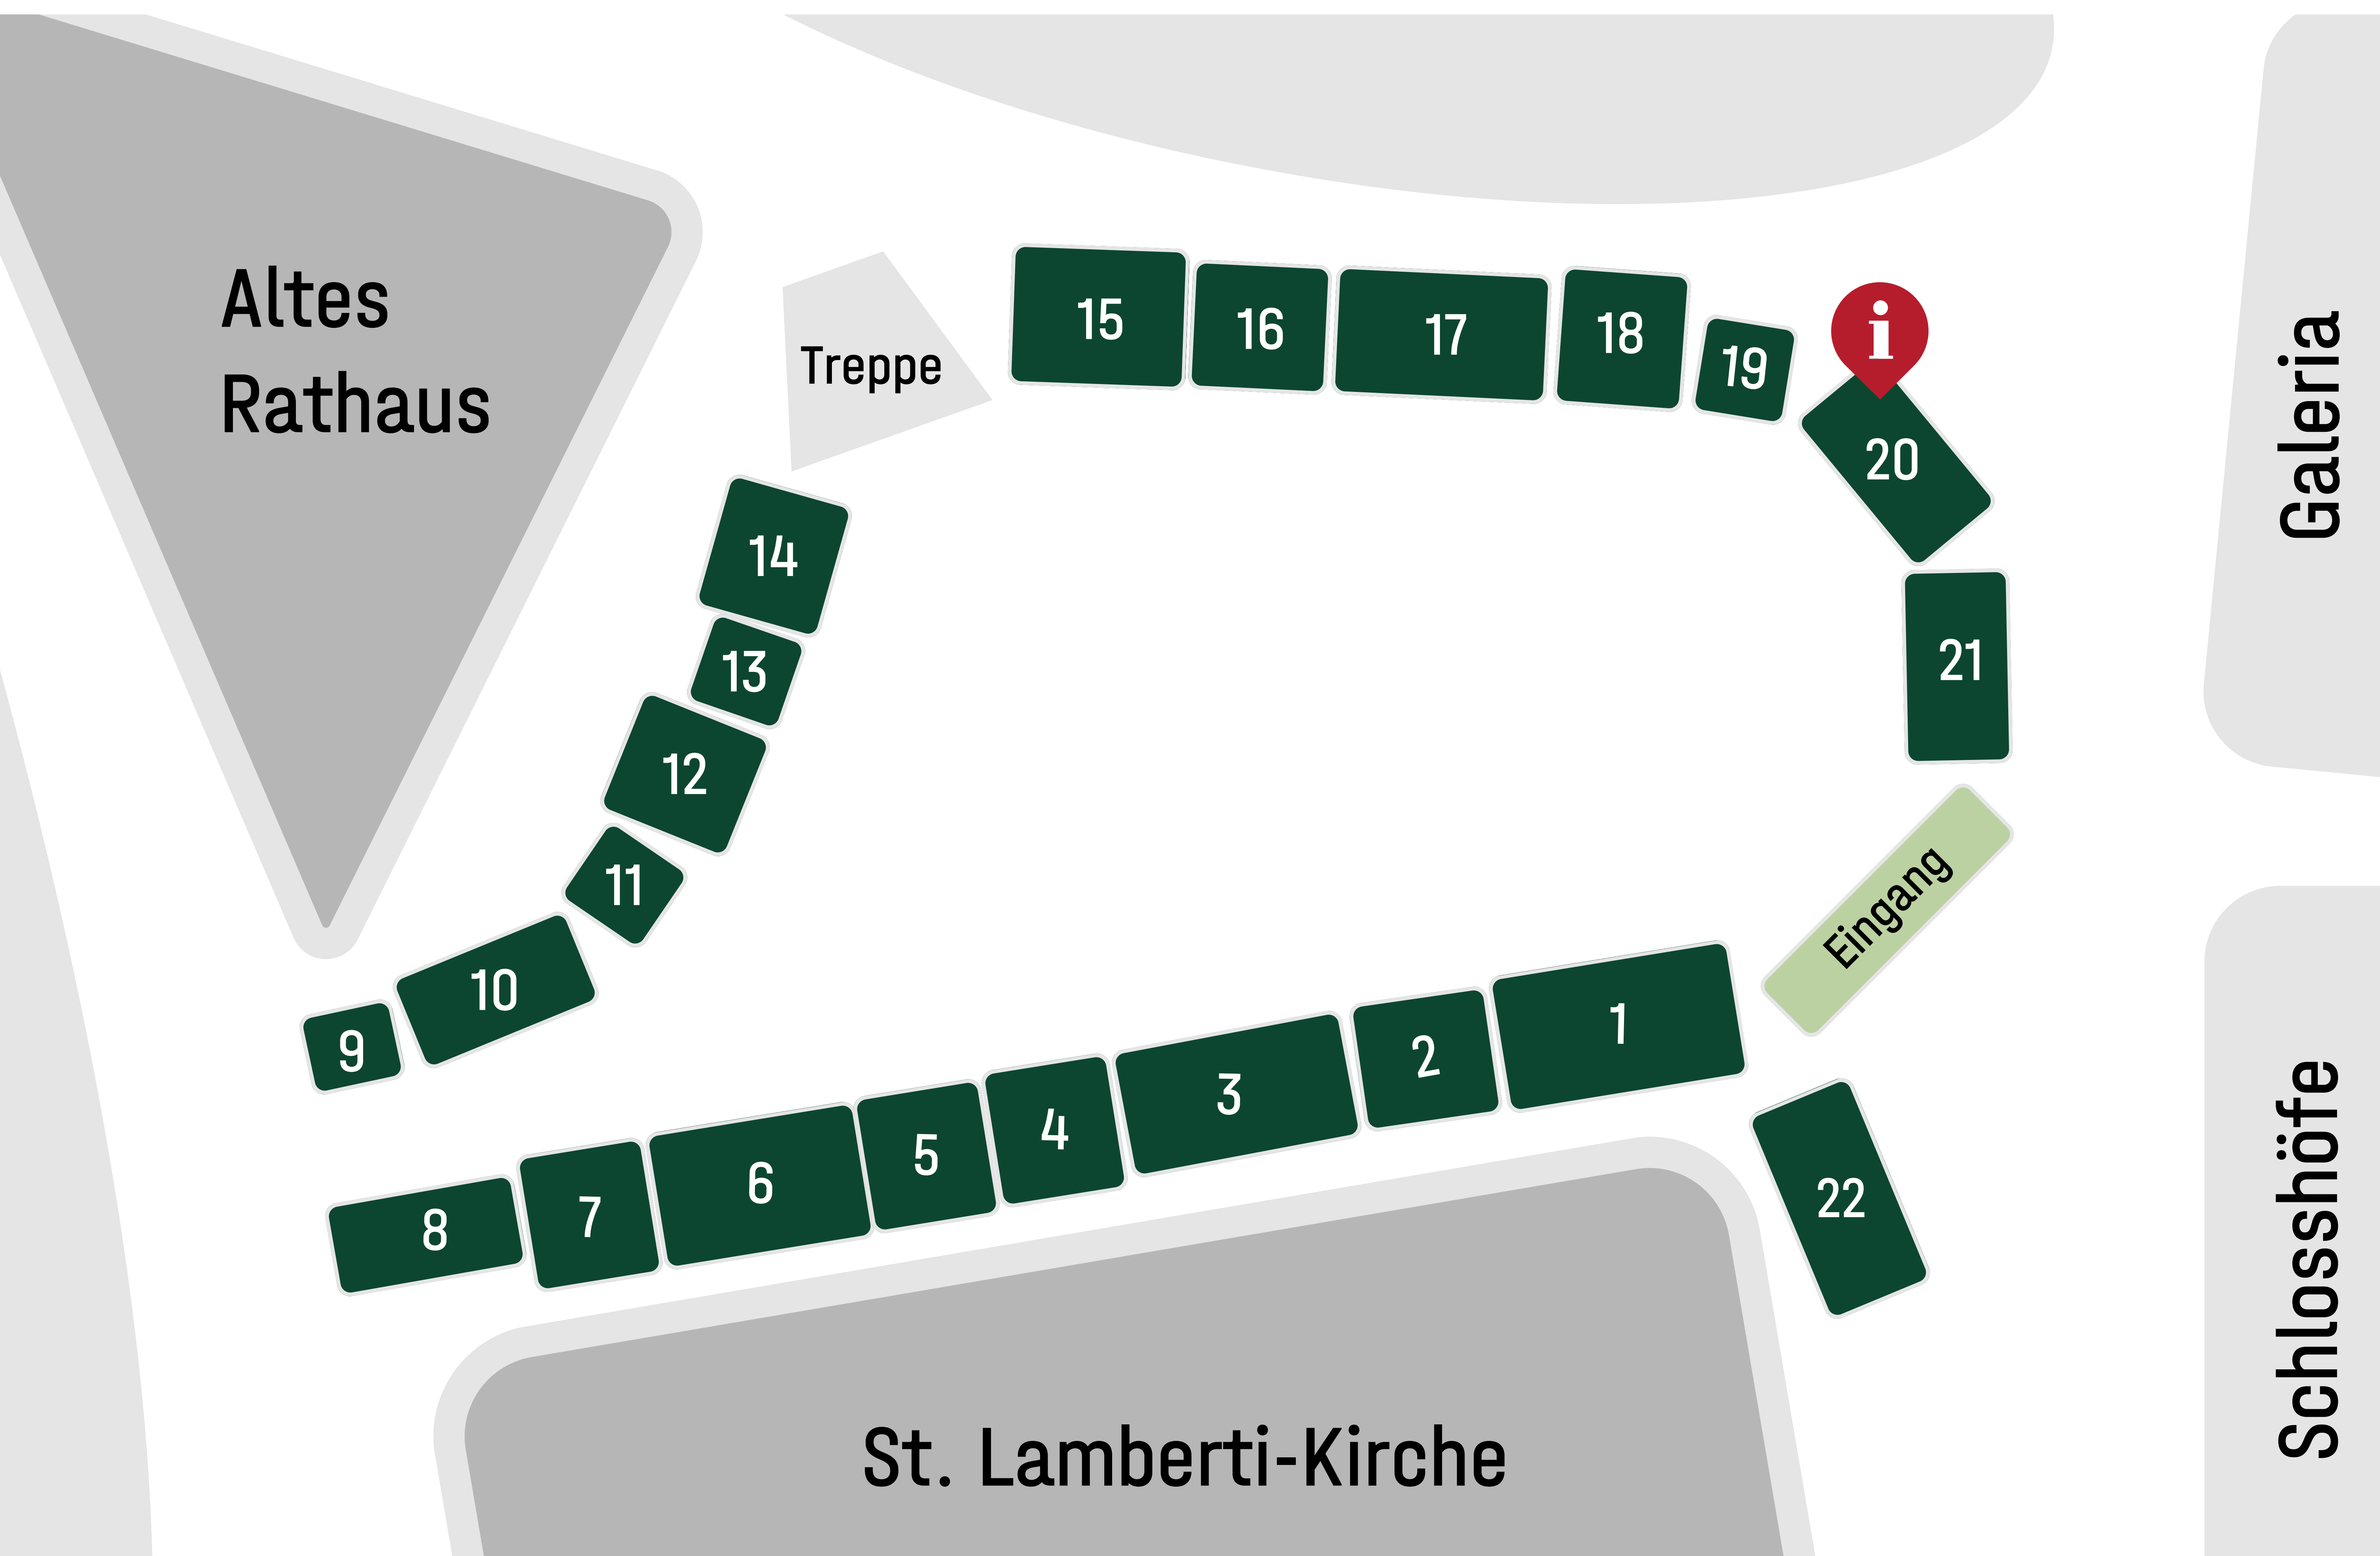 Altes
Rathaus
Treppe
15
16
17
18
19
i
20
21
Galeria
14
13
12
11
10
9
Eingang
1
2
3
4
5
6
7
8
22
Schlosshöfe
St. Lamberti-Kirche